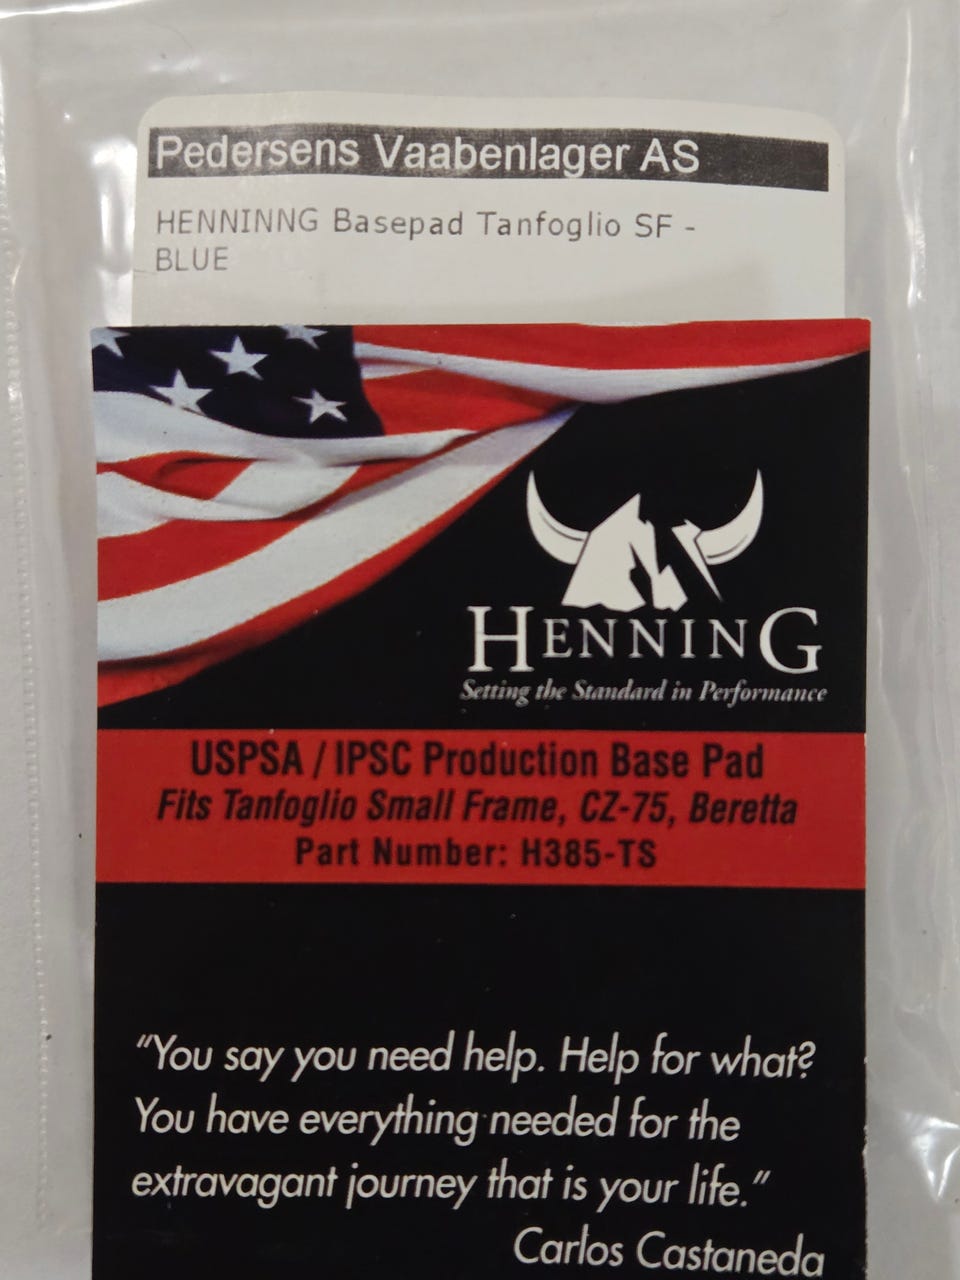 Pedersens Vaabenlager AS
HENNINNG Basepad Tanfoglio SF -
BLUE
HENNING
Setting the Standard in Performance
USPSA / IPSC Production Base Pad
Fits Tanfoglio Small Frame, CZ-75, Beretta
Part Number: H385-TS
"You say you need help. Help for what?
You have everything needed for the
extravagant journey that is your life."
Carlos Castaneda